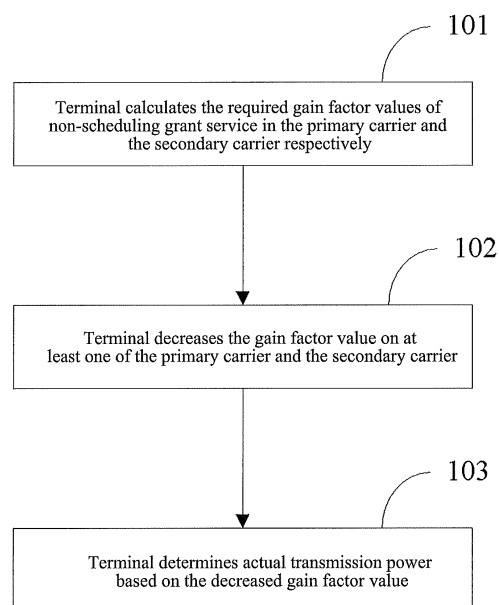 101
Terminal calculates the required gain factor values of
non-scheduling grant service in the primary carrier and
the secondary carrier respectively
102
Terminal decreases the gain factor value on at
least one of the primary carrier and the secondary carrier
103
Terminal determines actual transmission power
based on the decreased gain factor value